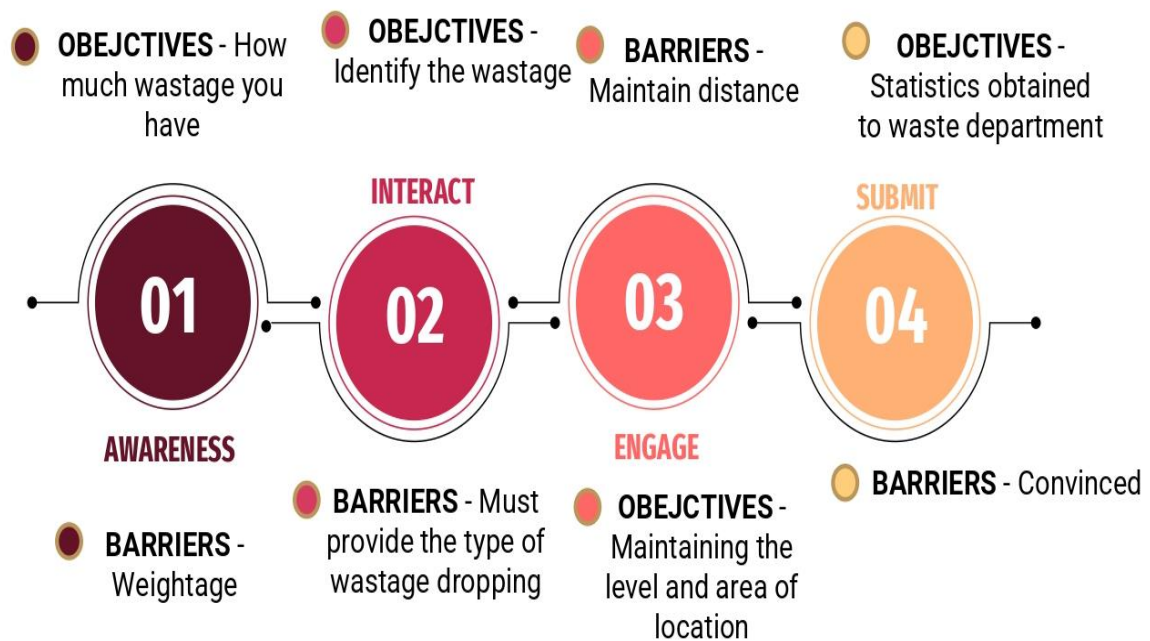 OBEJCTIVES - How
much wastage you
have
OBEJCTIVES -
Identify the wastage
BARRIERS -
Maintain distance
OBEJCTIVES -
Statistics obtained
to waste department
INTERACT
SUBMIT
01
02
03
04
AWARENESS
ENGAGE
BARRIERS -
Weightage
BARRIERS - Must
provide the type of
wastage dropping
OBEJCTIVES -
Maintaining the
level and area of
location
BARRIERS - Convinced